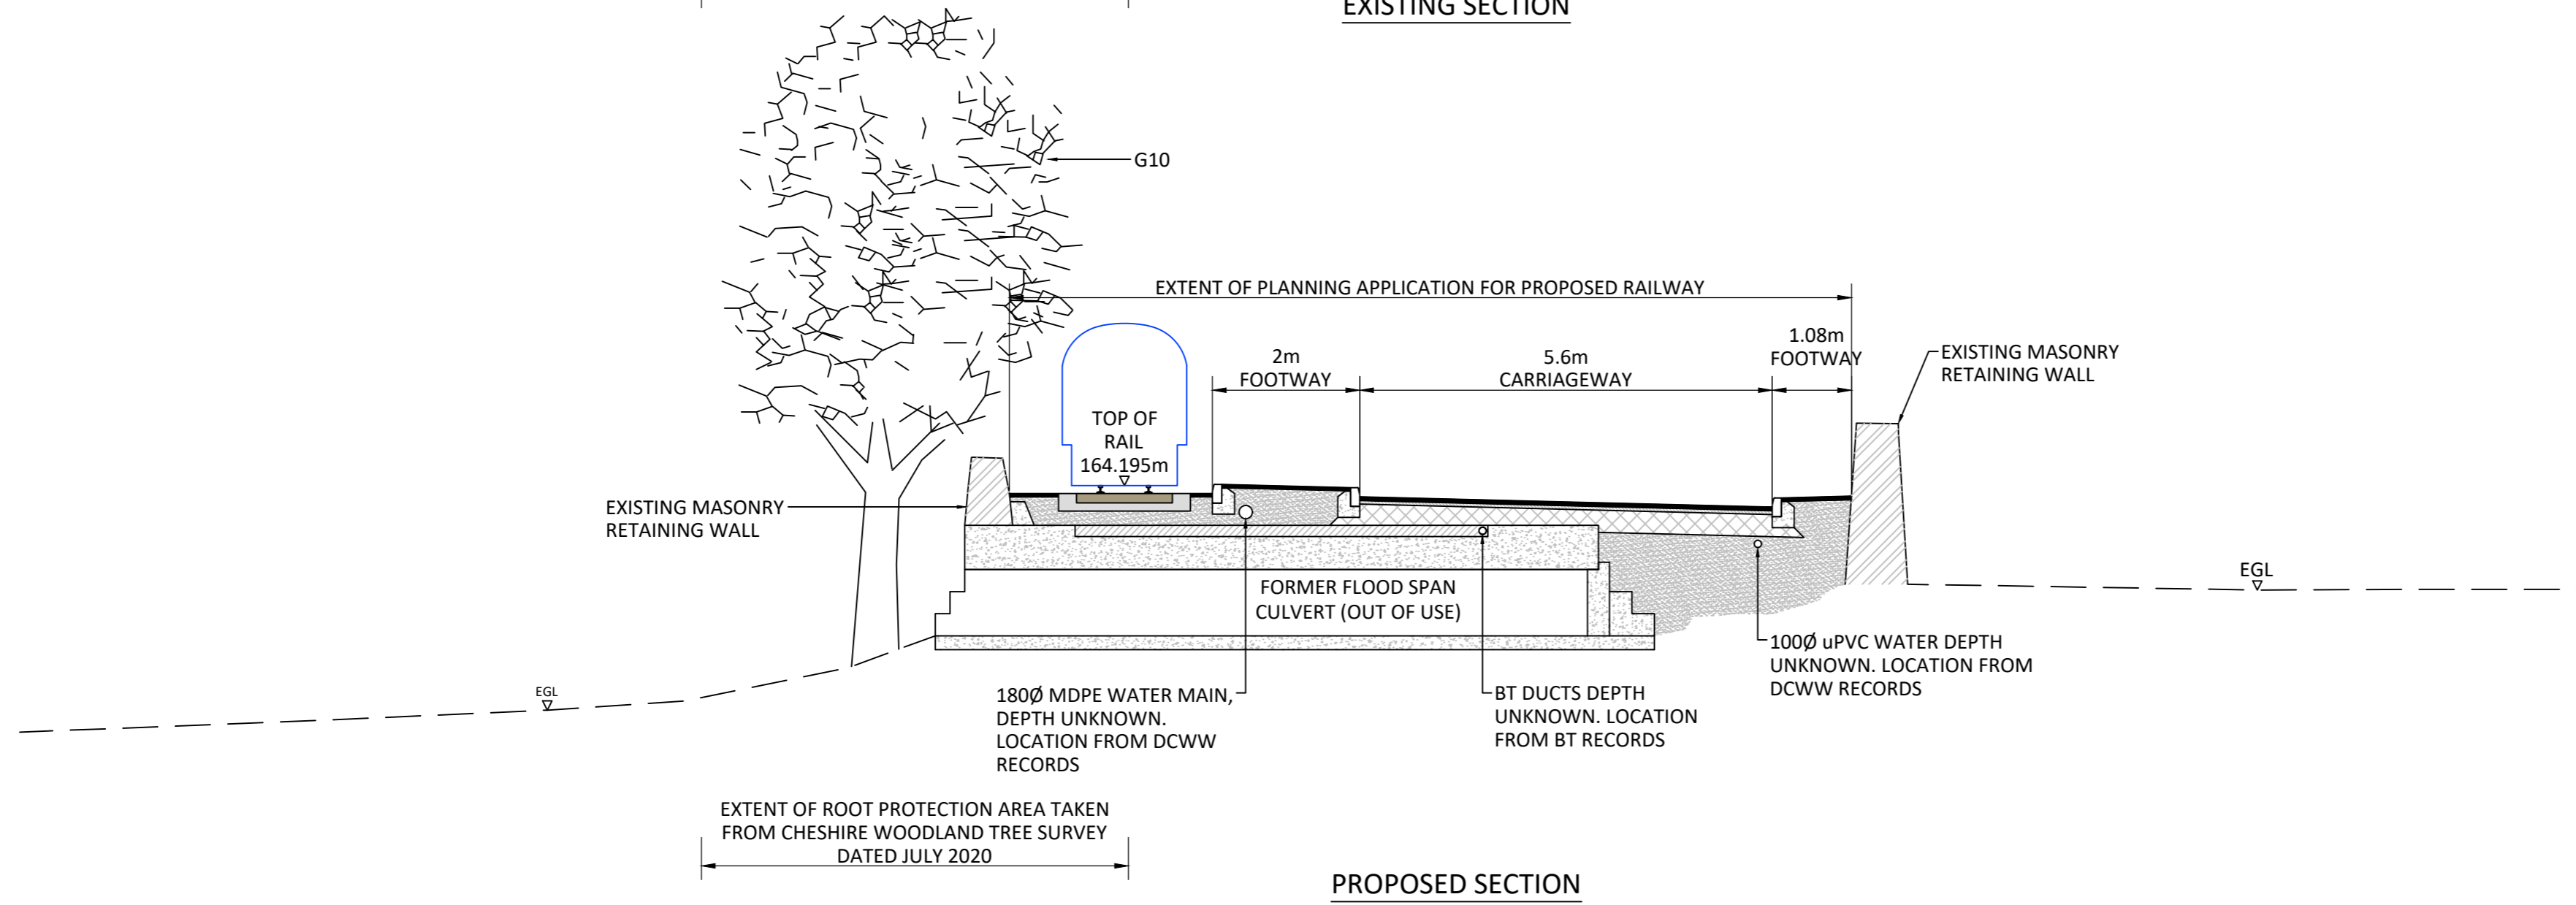 EXISTING SECTION
G10
EXTENT OF PLANNING APPLICATION FOR PROPOSED RAILWAY
2m
FOOTWAY
5.6m
CARRIAGEWAY
1.08m
FOOTWAY
EXISTING MASONRY
RETAINING WALL
TOP OF
RAIL
164.195m
EXISTING MASONRY
RETAINING WALL
FORMER FLOOD SPAN
CULVERT (OUT OF USE)
EGL
EGL
180Ø MDPE WATER MAIN,
DEPTH UNKNOWN.
LOCATION FROM DCWW
RECORDS
BT DUCTS DEPTH
UNKNOWN. LOCATION
FROM BT RECORDS
100Ø uPVC WATER DEPTH
UNKNOWN. LOCATION FROM
DCWW RECORDS
EXTENT OF ROOT PROTECTION AREA TAKEN
FROM CHESHIRE WOODLAND TREE SURVEY
DATED JULY 2020
PROPOSED SECTION